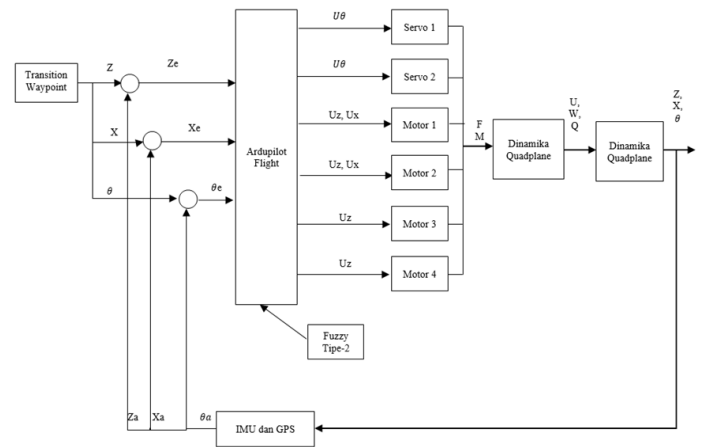 Transition
Waypoint
Z
Ze
X
Xe
θ
θe
Ardupilot
Flight
Uθ
Uθ
Uz, Ux
Uz, Ux
Uz
Uz
Servo 1
Servo 2
Motor 1
Motor 2
Motor 3
Motor 4
F
M
Dinamika
Quadplane
U,
W,
Q
Dinamika
Quadplane
Z,
X,
θ
Fuzzy
Tipe-2
Za
Xa
θa
IMU dan GPS